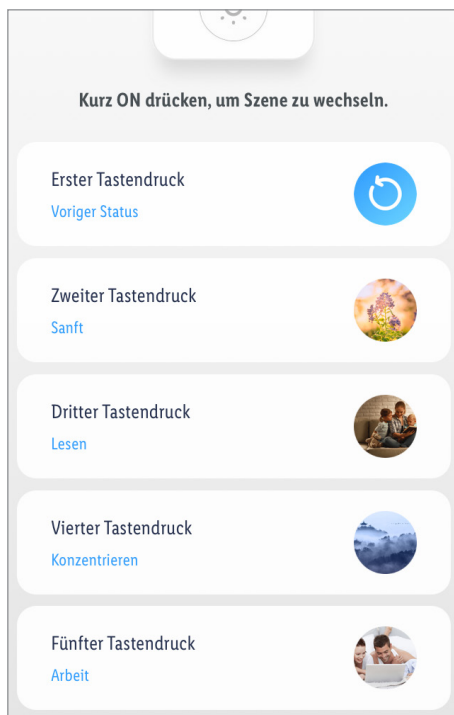 Kurz ON drücken, um Szene zu wechseln.
Erster Tastendruck
Voriger Status
Zweiter Tastendruck
Sanft
Dritter Tastendruck
Lesen
Vierter Tastendruck
Konzentrieren
Fünfter Tastendruck
Arbeit